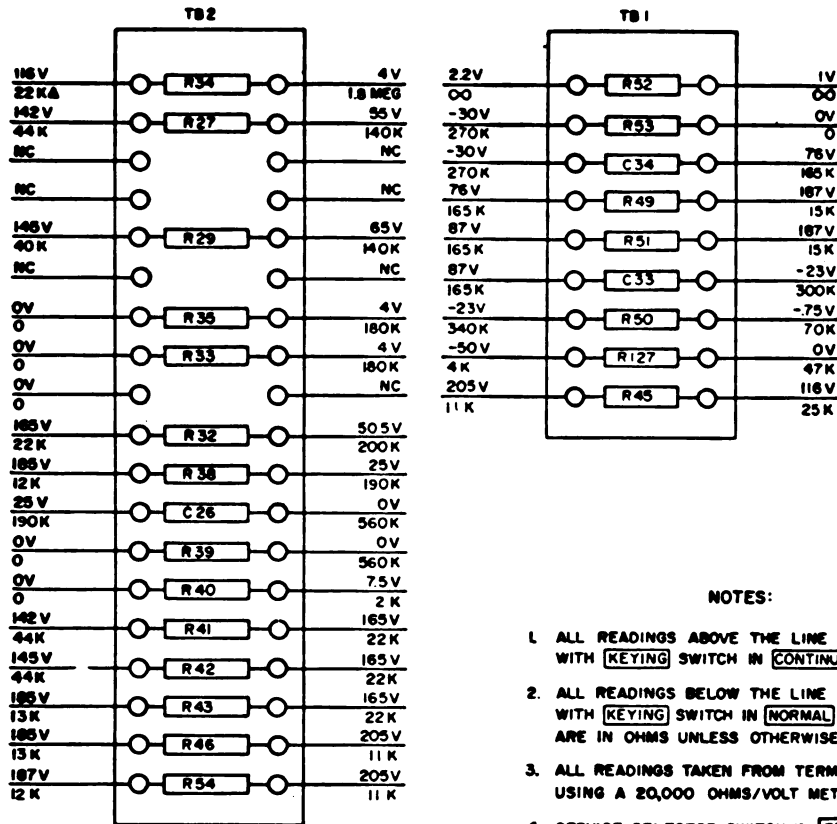 TB 2
116V R34 4V
22KΔ 1.8 MEG
142V R27 55V
44K 140K
NC NC
NC NC
145V R29 65V
40K 140K
NC NC
0V R35 4V
0 180K
0V R33 4V
0 180K
0V NC
0
165V R32 50.5V
22K 200K
185V R38 25V
12K 190K
25V C26 0V
190K 560K
0V R39 0V
0 560K
0V R40 7.5V
0 2K
142V R41 165V
44K 22K
145V R42 165V
44K 22K
185V R43 165V
13K 22K
185V R46 205V
13K 11K
187V R54 205V
12K 11K
TB 1
2.2V R52 1V
∞ ∞
-30V R53 0V
270K 0
-30V C34 76V
270K 165K
76V R49 187V
165K 15K
87V R51 187V
165K 15K
87V C33 -23V
165K 300K
-23V R50 -.75V
340K 70K
-50V R127 0V
4K 47K
205V R45 116V
11K 25K
NOTES:
1. ALL READINGS ABOVE THE LINE
WITH KEYING SWITCH IN CONTINU
2. ALL READINGS BELOW THE LINE
WITH KEYING SWITCH IN NORMAL
ARE IN OHMS UNLESS OTHERWISE
3. ALL READINGS TAKEN FROM TERM
USING A 20,000 OHMS/VOLT MET